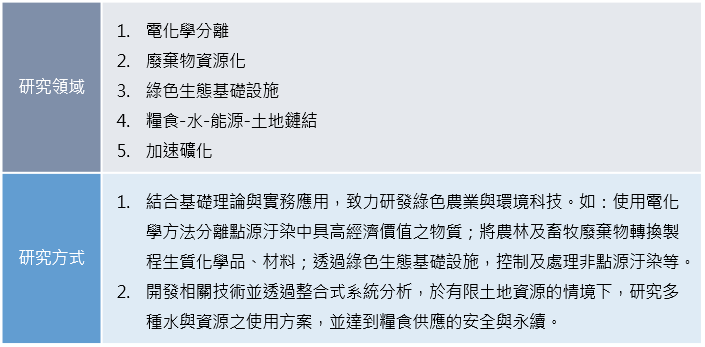 研究領域
1. 電化學分離
2. 廢棄物資源化
3. 綠色生態基礎設施
4. 糧食-水-能源-土地鏈結
5. 加速礦化
研究方式
1. 結合基礎理論與實務應用，致力研發綠色農業與環境科技。如：使用電化
學方法分離點源汙染中具高經濟價值之物質；將農林及畜牧廢棄物轉換製
程生質化學品、材料；透過綠色生態基礎設施，控制及處理非點源汙染等。
2. 開發相關技術並透過整合式系統分析，於有限土地資源的情境下，研究多
種水與資源之使用方案，並達到糧食供應的安全與永續。